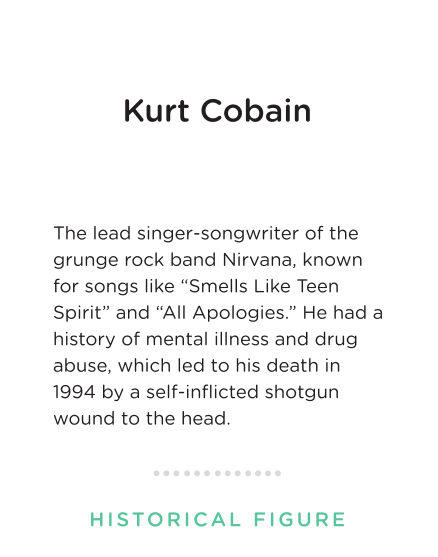 Kurt Cobain
The lead singer-songwriter of the
grunge rock band Nirvana, known
for songs like “Smells Like Teen
Spirit” and “All Apologies.” He had a
history of mental illness and drug
abuse, which led to his death in
1994 by a self-inflicted shotgun
wound to the head.
HISTORICAL FIGURE